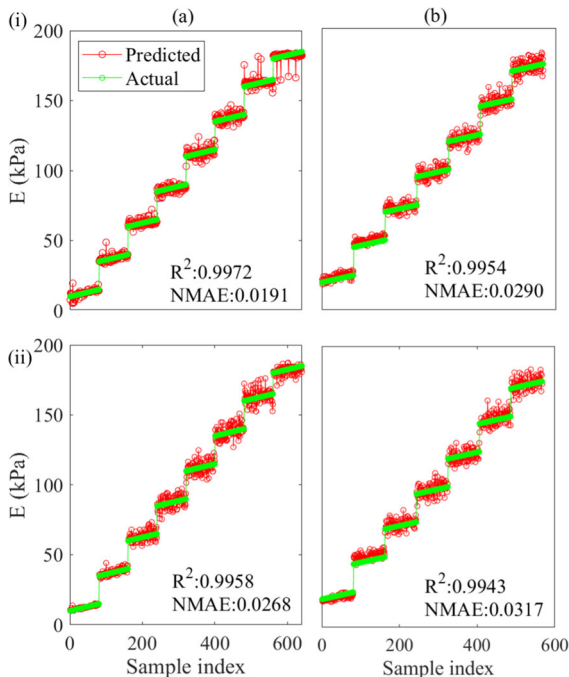 (i)
(a)
(b)
200
150
100
50
0
E (kPa)
Predicted
Actual
R²:0.9972
NMAE:0.0191
R²:0.9954
NMAE:0.0290
(ii)
200
150
100
50
0
E (kPa)
R²:0.9958
NMAE:0.0268
R²:0.9943
NMAE:0.0317
0 200 400 600
0 200 400 600
Sample index
Sample index